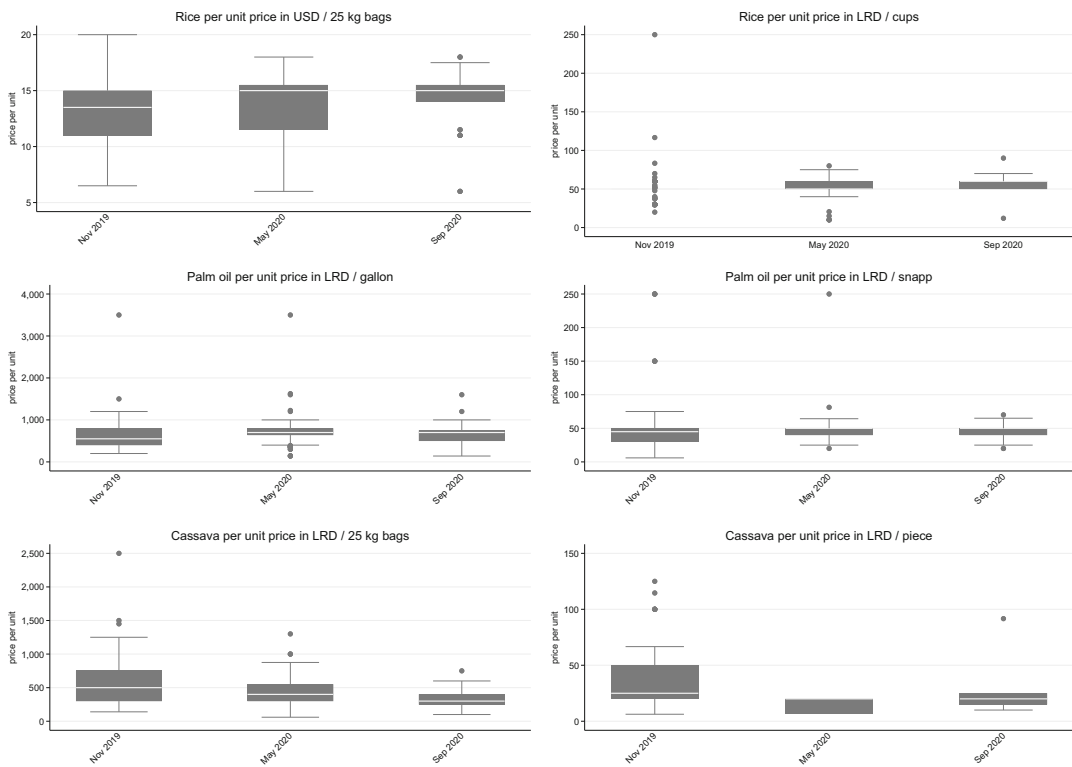 Rice per unit price in USD / 25 kg bags
price per unit
20
15
10
5
Nov 2019
May 2020
Sep 2020
Rice per unit price in LRD / cups
price per unit
250
200
150
100
50
0
Nov 2019
May 2020
Sep 2020
Palm oil per unit price in LRD / gallon
price per unit
4,000
3,000
2,000
1,000
0
Nov 2019
May 2020
Sep 2020
Palm oil per unit price in LRD / snapp
price per unit
250
200
150
100
50
0
Nov 2019
May 2020
Sep 2020
Cassava per unit price in LRD / 25 kg bags
price per unit
2,500
2,000
1,500
1,000
500
0
Nov 2019
May 2020
Sep 2020
Cassava per unit price in LRD / piece
price per unit
150
100
50
0
Nov 2019
May 2020
Sep 2020